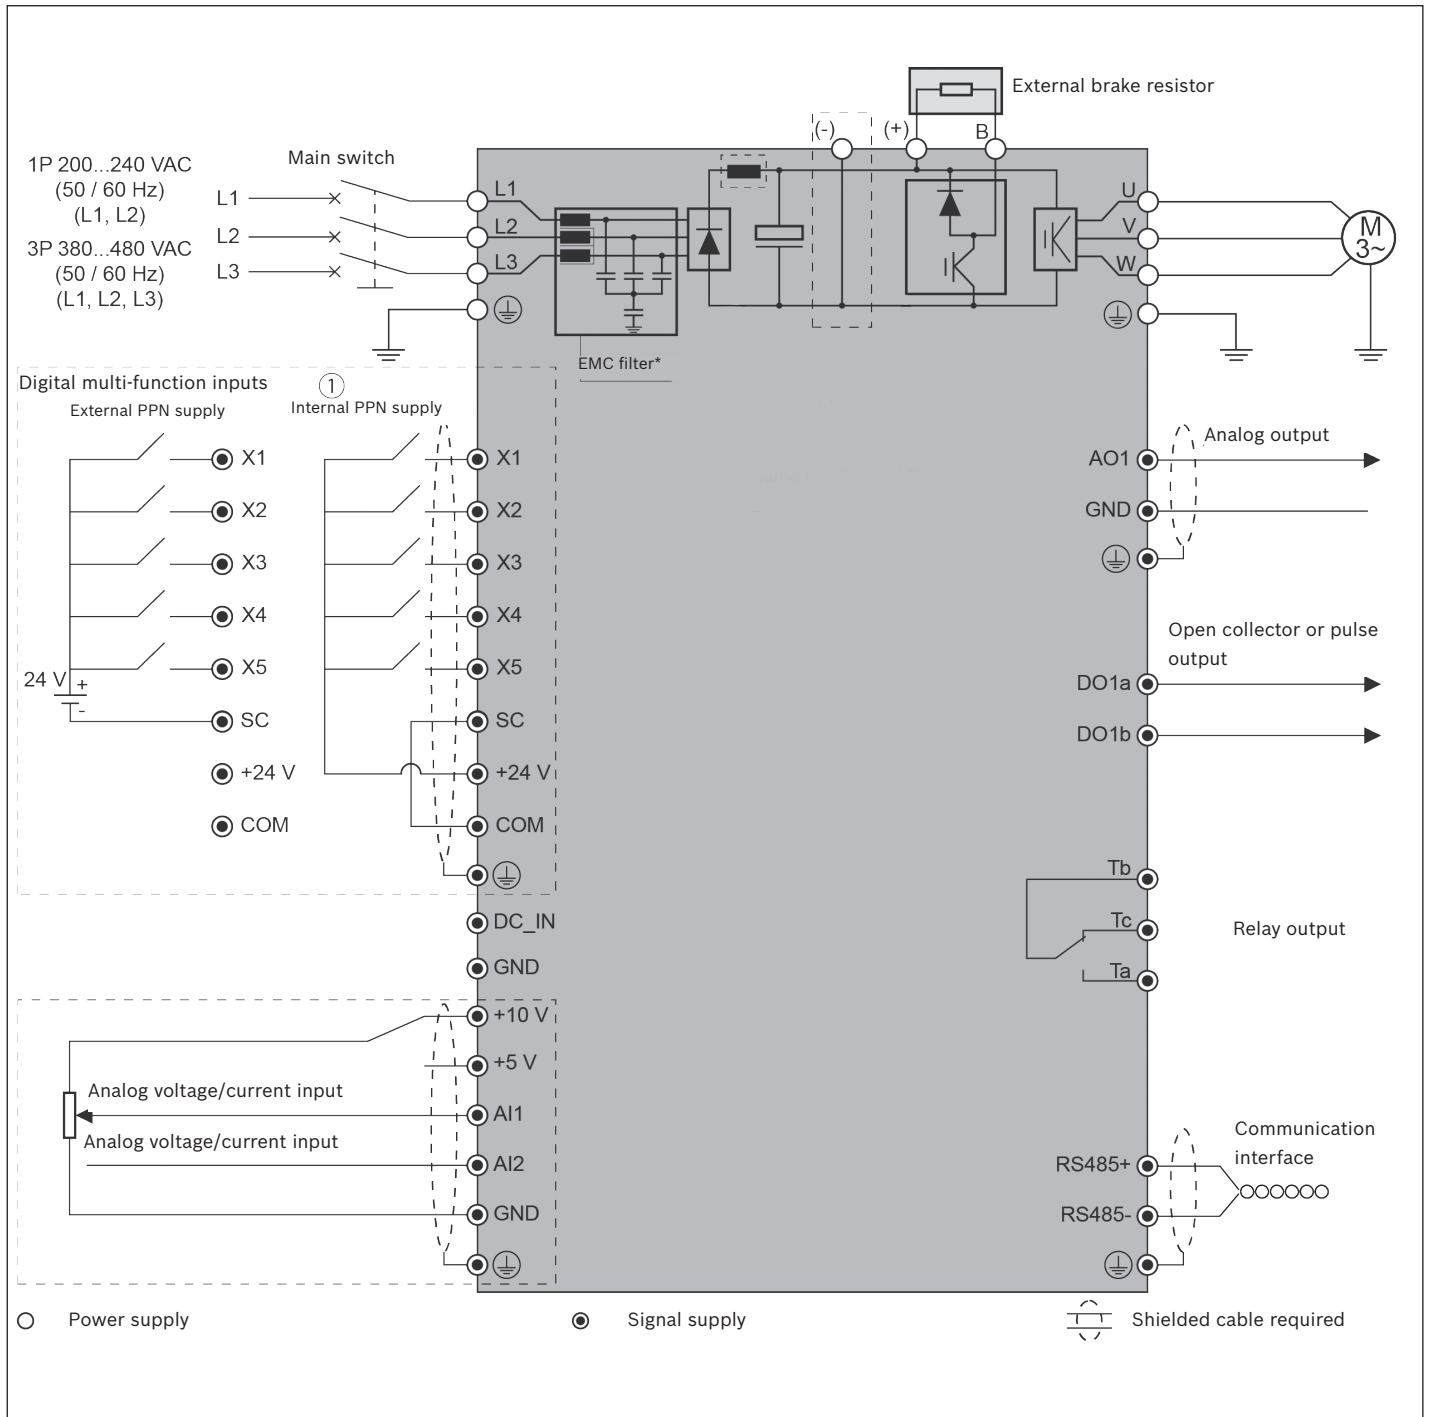 External brake resistor
(-)
(+)
B
1P 200...240 VAC
(50 / 60 Hz)
(L1, L2)
3P 380...480 VAC
(50 / 60 Hz)
(L1, L2, L3)
Main switch
L1
L2
L3
L1
L2
L3
U
V
W
M
3~
EMC filter*
Digital multi-function inputs
1
External PPN supply
Internal PPN supply
X1
X2
X3
X4
X5
24 V
+
-
SC
+24 V
COM
X1
X2
X3
X4
X5
SC
+24 V
COM
DC_IN
GND
+10 V
+5 V
Analog voltage/current input
AI1
Analog voltage/current input
AI2
GND
AO1
Analog output
GND
Open collector or pulse
output
DO1a
DO1b
Tb
Tc
Ta
Relay output
Communication
interface
RS485+
RS485-
Power supply
Signal supply
Shielded cable required